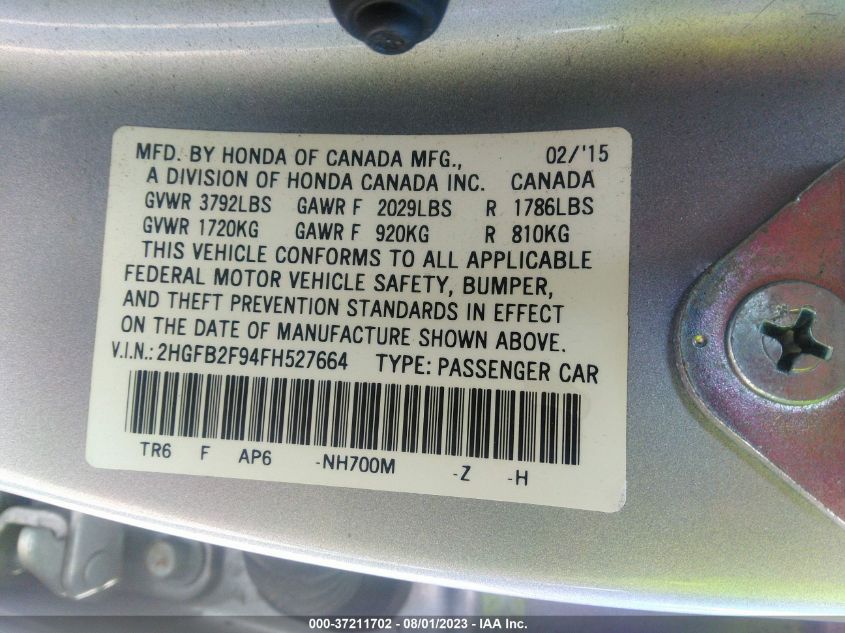 MFD. BY HONDA OF CANADA MFG., 02/'15
A DIVISION OF HONDA CANADA INC. CANADA
GVWR 3792LBS GAWR F 2029LBS R 1786LBS
GVWR 1720KG GAWR F 920KG R 810KG
THIS VEHICLE CONFORMS TO ALL APPLICABLE
FEDERAL MOTOR VEHICLE SAFETY, BUMPER,
AND THEFT PREVENTION STANDARDS IN EFFECT
ON THE DATE OF MANUFACTURE SHOWN ABOVE.
V.I.N.: 2HGFB2F94FH527664 TYPE: PASSENGER CAR
TR6 F AP6 -NH700M -Z -H
000-37211702 - 08/01/2023 - IAA Inc.